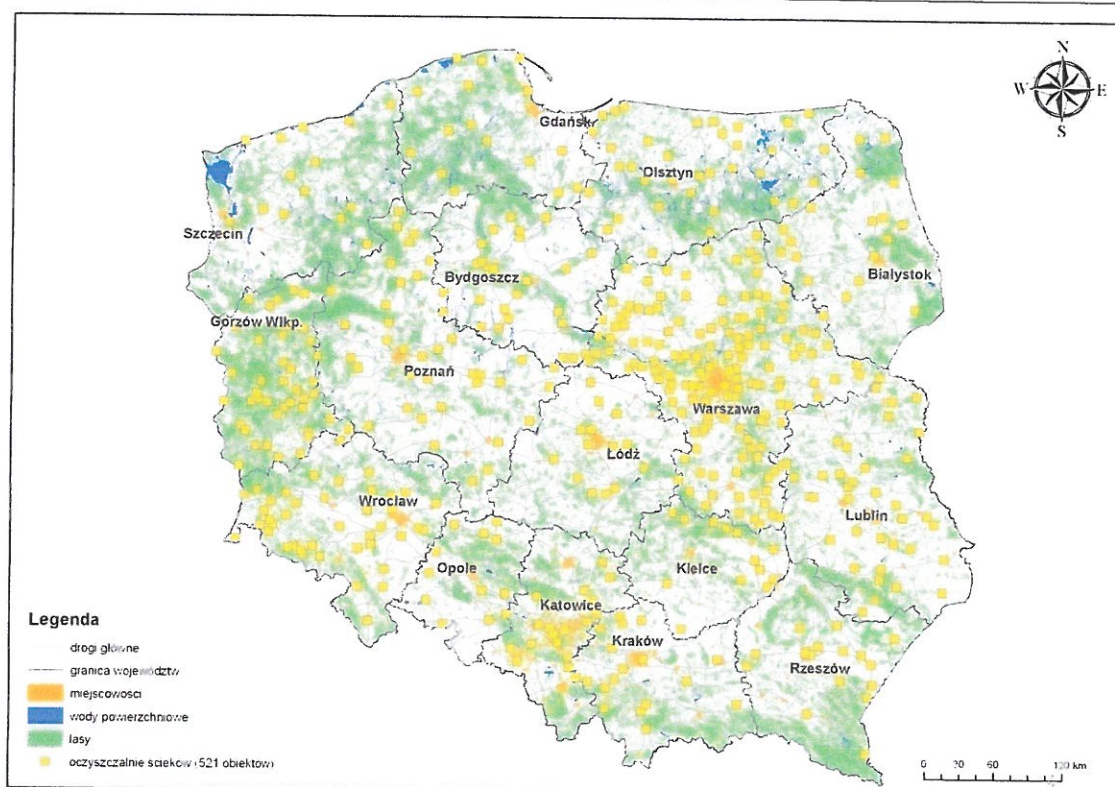 N
W E
S
Gdańsk
Olsztyn
Szczecin
Białystok
Bydgoszcz
Gorzów Wlkp.
Poznań
Warszawa
Łódź
Wrocław
Lublin
Opole
Kielce
Katowice
Kraków
Rzeszów
Legenda
drogi główne
granica województw
miejscowości
wody powierzchniowe
lasy
oczyszczalnie ścieków (521 obiektów)
0 30 60 120 km